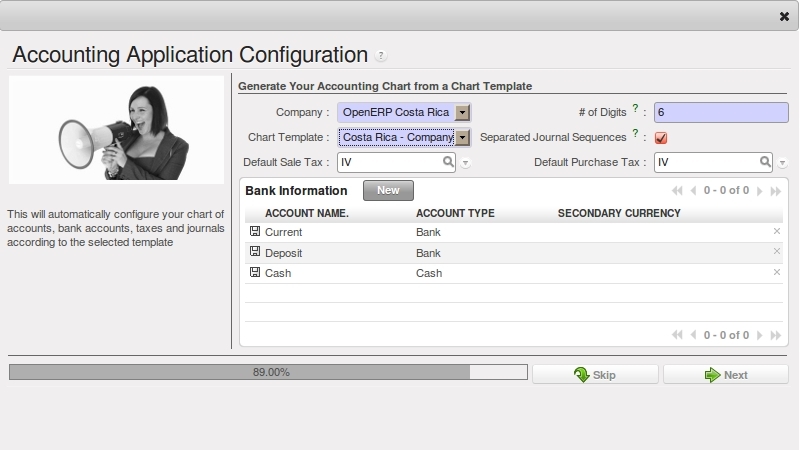 Accounting Application Configuration ?
Generate Your Accounting Chart from a Chart Template
Company : OpenERP Costa Rica # of Digits ? : 6
Chart Template : Costa Rica - Company Separated Journal Sequences ? :
Default Sale Tax : IV Default Purchase Tax : IV
Bank Information New 0 - 0 of 0
ACCOUNT NAME. ACCOUNT TYPE SECONDARY CURRENCY
Current Bank
Deposit Bank
Cash Cash
0 - 0 of 0
This will automatically configure your chart of
accounts, bank accounts, taxes and journals
according to the selected template
89.00% Skip Next